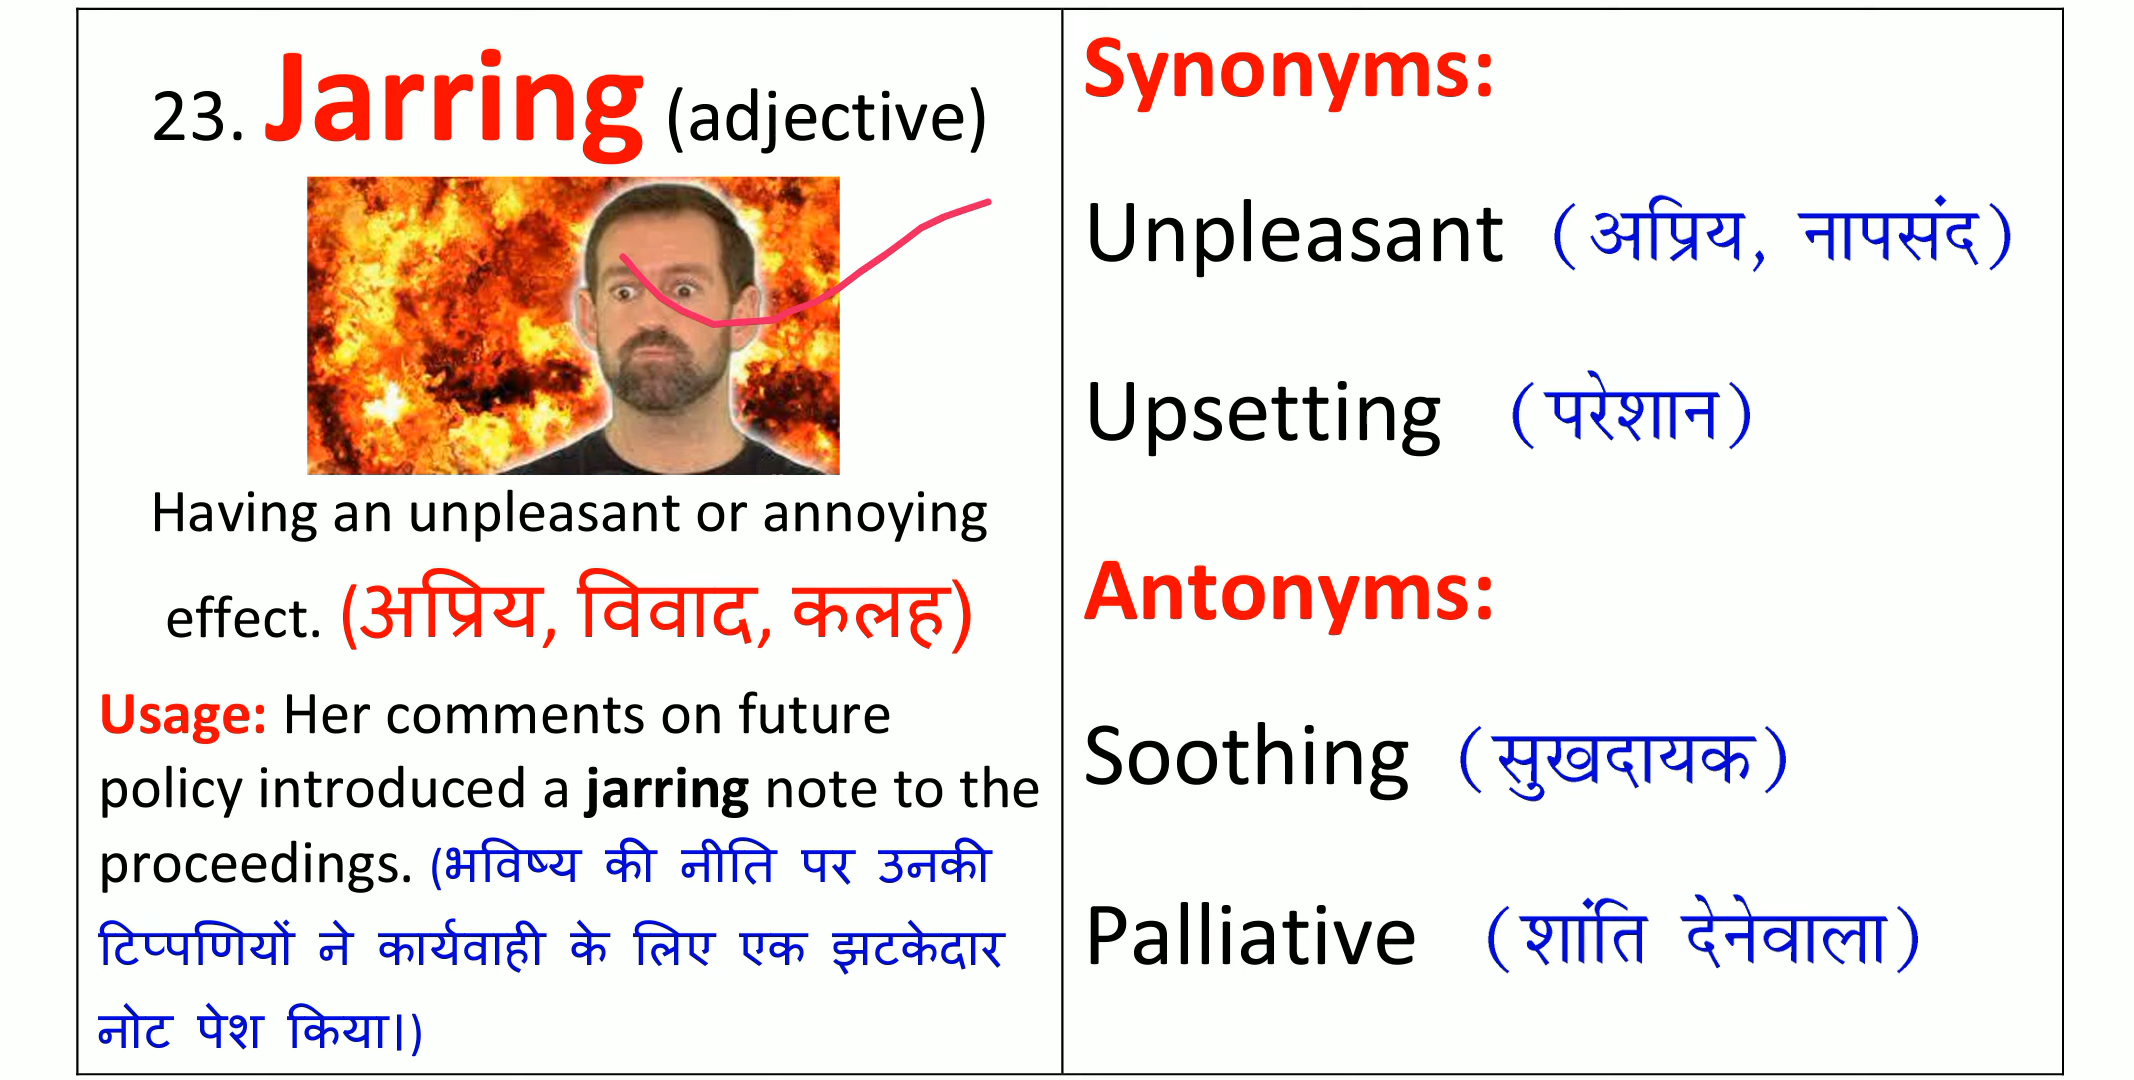 23. Jarring (adjective)
Having an unpleasant or annoying
effect. (अप्रिय, विवाद, कलह)
Usage: Her comments on future
policy introduced a jarring note to the
proceedings. (भविष्य की नीति पर उनकी
टिप्पणियों ने कार्यवाही के लिए एक झटकेदार
नोट पेश किया।)
Synonyms:
Unpleasant (अप्रिय, नापसंद)
Upsetting (परेशान)
Antonyms:
Soothing (सुखदायक)
Palliative (शांति देनेवाला)